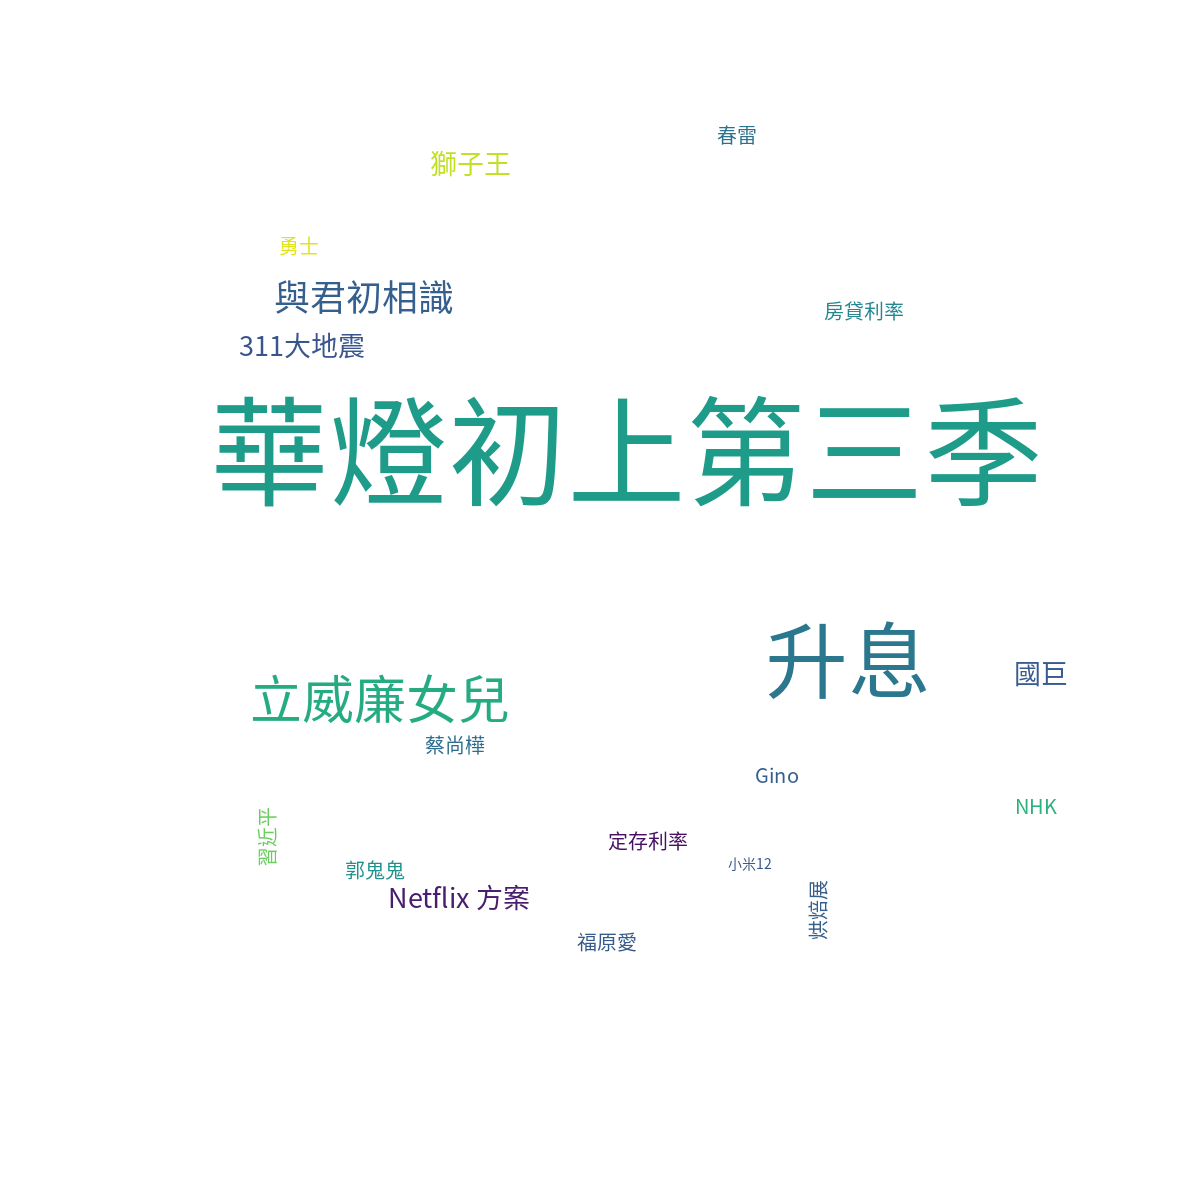 春雷
獅子王
勇士
與君初相識
房貸利率
311大地震
華燈初上第三季
升息
國巨
立威廉女兒
蔡尚樺
Gino
NHK
習近平
定存利率
小米12
郭鬼鬼
Netflix 方案
烘焙展
福原愛